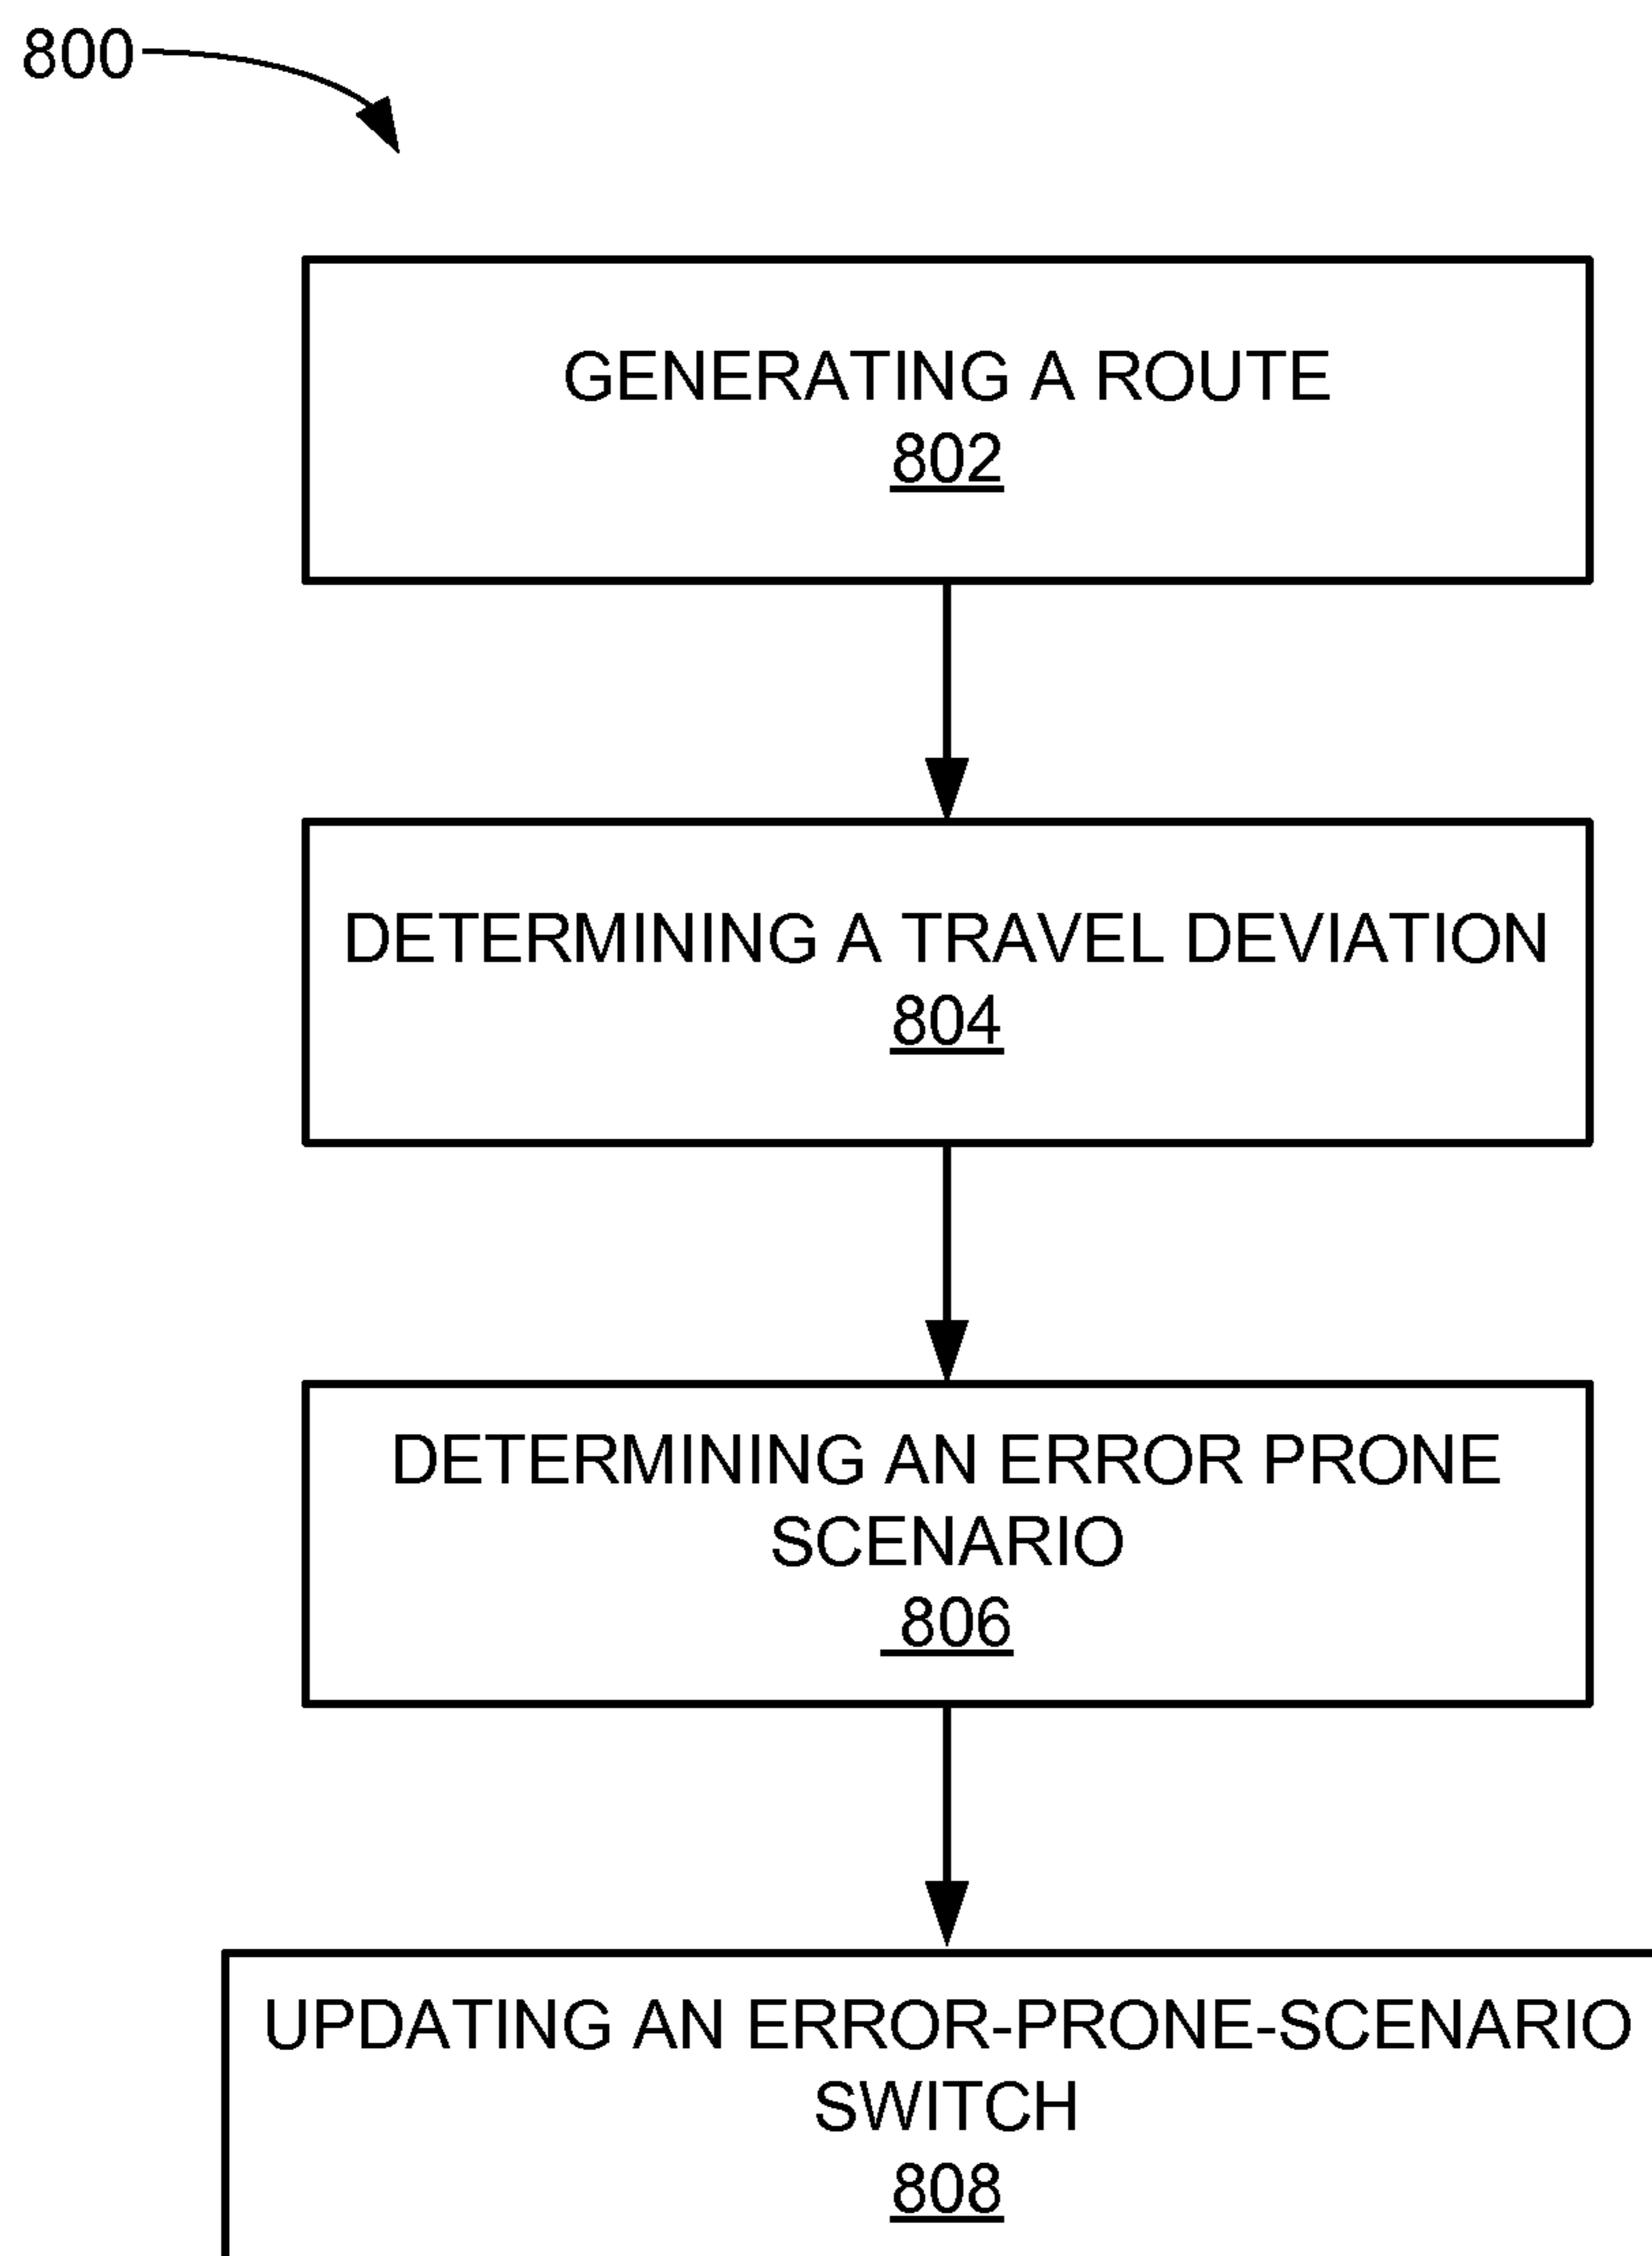 800
GENERATING A ROUTE
802
DETERMINING A TRAVEL DEVIATION
804
DETERMINING AN ERROR PRONE
SCENARIO
806
UPDATING AN ERROR-PRONE-SCENARIO
SWITCH
808